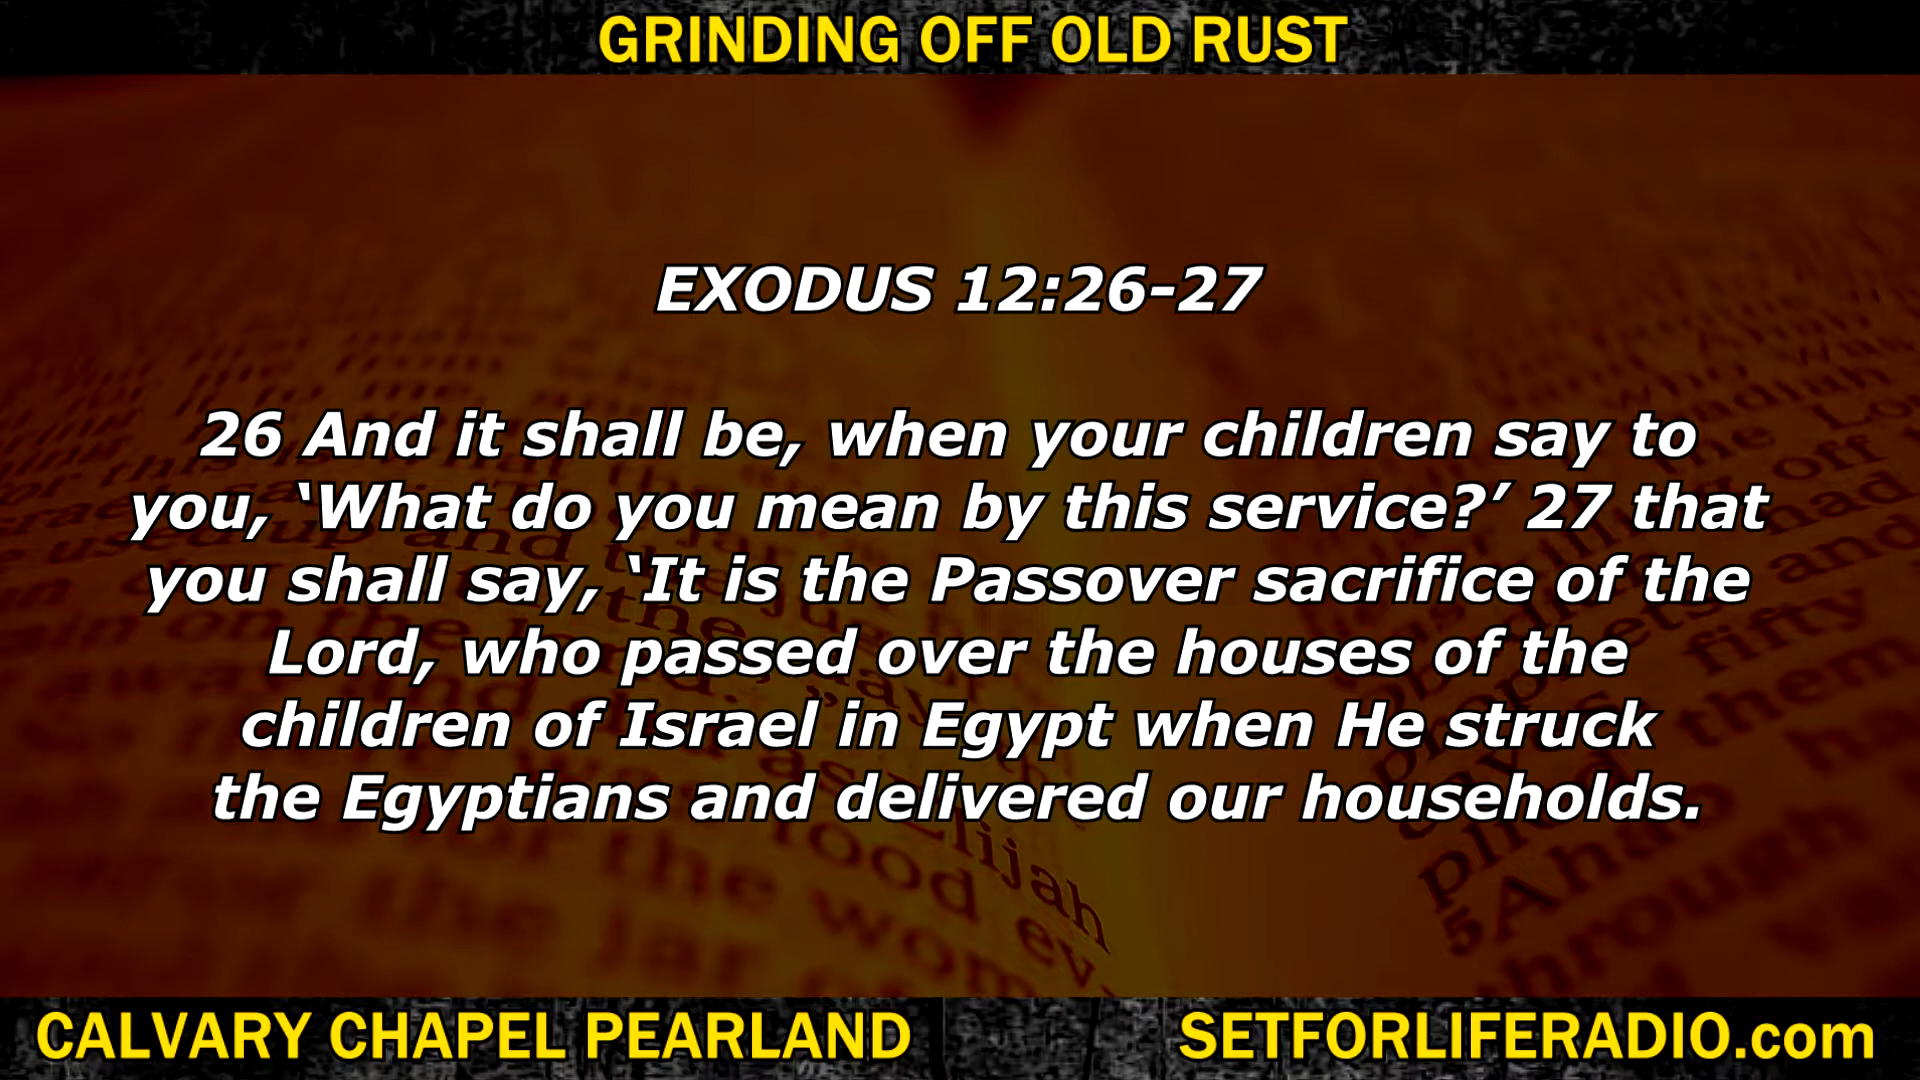 GRINDING OFF OLD RUST
EXODUS 12:26-27
26 And it shall be, when your children say to
you, ‘What do you mean by this service?’ 27 that
you shall say, ‘It is the Passover sacrifice of the
Lord, who passed over the houses of the
children of Israel in Egypt when He struck
the Egyptians and delivered our households.
CALVARY CHAPEL PEARLAND
SETFORLIFERADIO.com